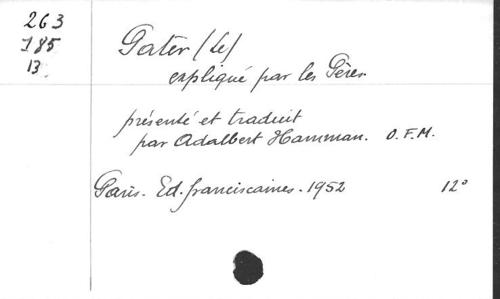 263
185
13.
Pater (Le)
expliqué par les Pères
présenté et traduit
par Adalbert Hamman. O.F.M.
Paris. Ed. franciscaines. 1952 12°